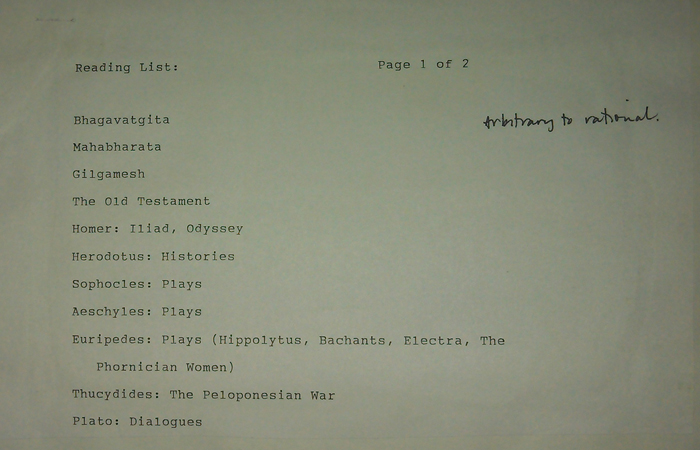 Reading List: Page 1 of 2
Bhagavatgita Arbitrary to rational.
Mahabharata
Gilgamesh
The Old Testament
Homer: Iliad, Odyssey
Herodotus: Histories
Sophocles: Plays
Aeschyles: Plays
Euripedes: Plays (Hippolytus, Bachants, Electra, The
Phornician Women)
Thucydides: The Peloponesian War
Plato: Dialogues